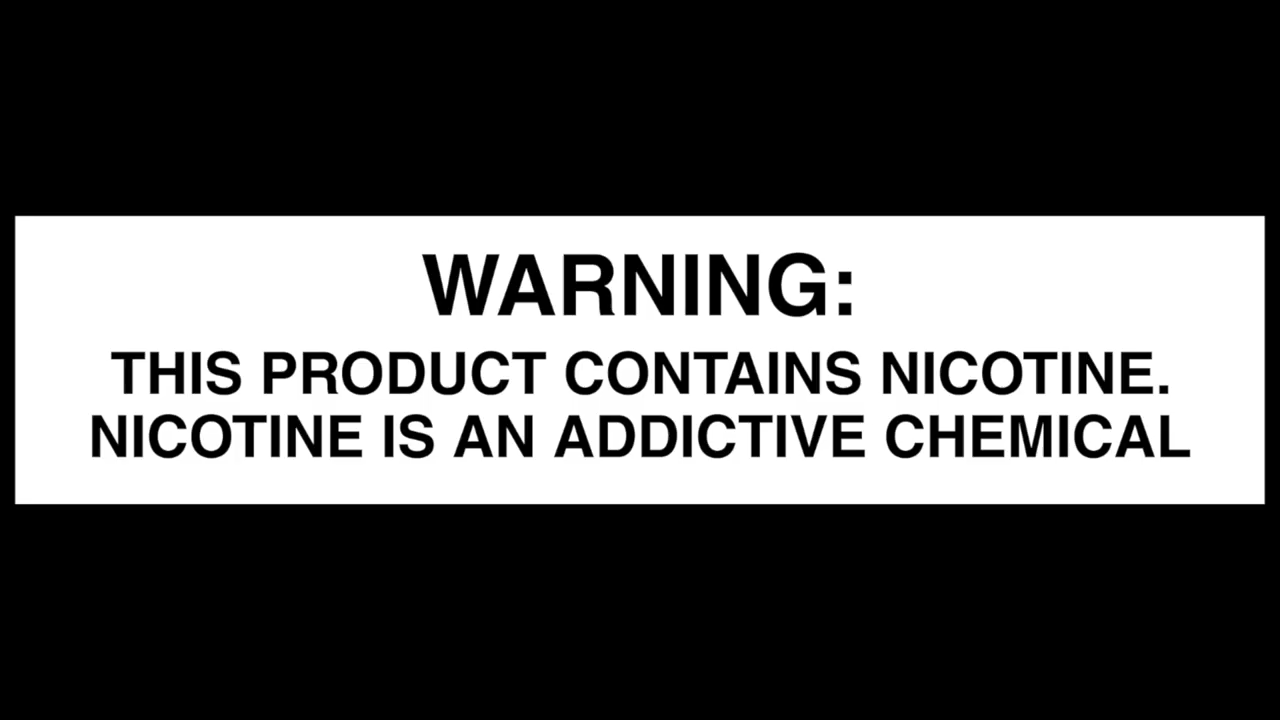 WARNING:
THIS PRODUCT CONTAINS NICOTINE.
NICOTINE IS AN ADDICTIVE CHEMICAL